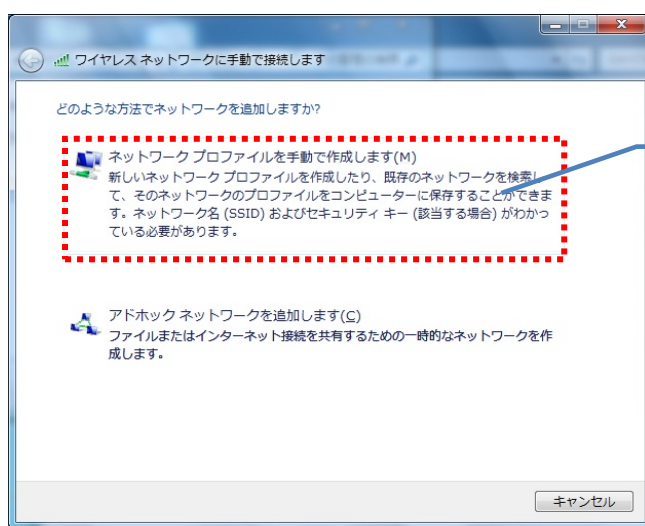 ワイヤレス ネットワークに手動で接続します
どのような方法でネットワークを追加しますか?
ネットワーク プロファイルを手動で作成します(M)
新しいネットワーク プロファイルを作成したり、既存のネットワークを検索し
て、そのネットワークのプロファイルをコンピューターに保存することができま
す。ネットワーク名 (SSID) およびセキュリティ キー (該当する場合) がわかっ
ている必要があります。
アドホック ネットワークを追加します(C)
ファイルまたはインターネット接続を共有するための一時的なネットワークを作
成します。
キャンセル